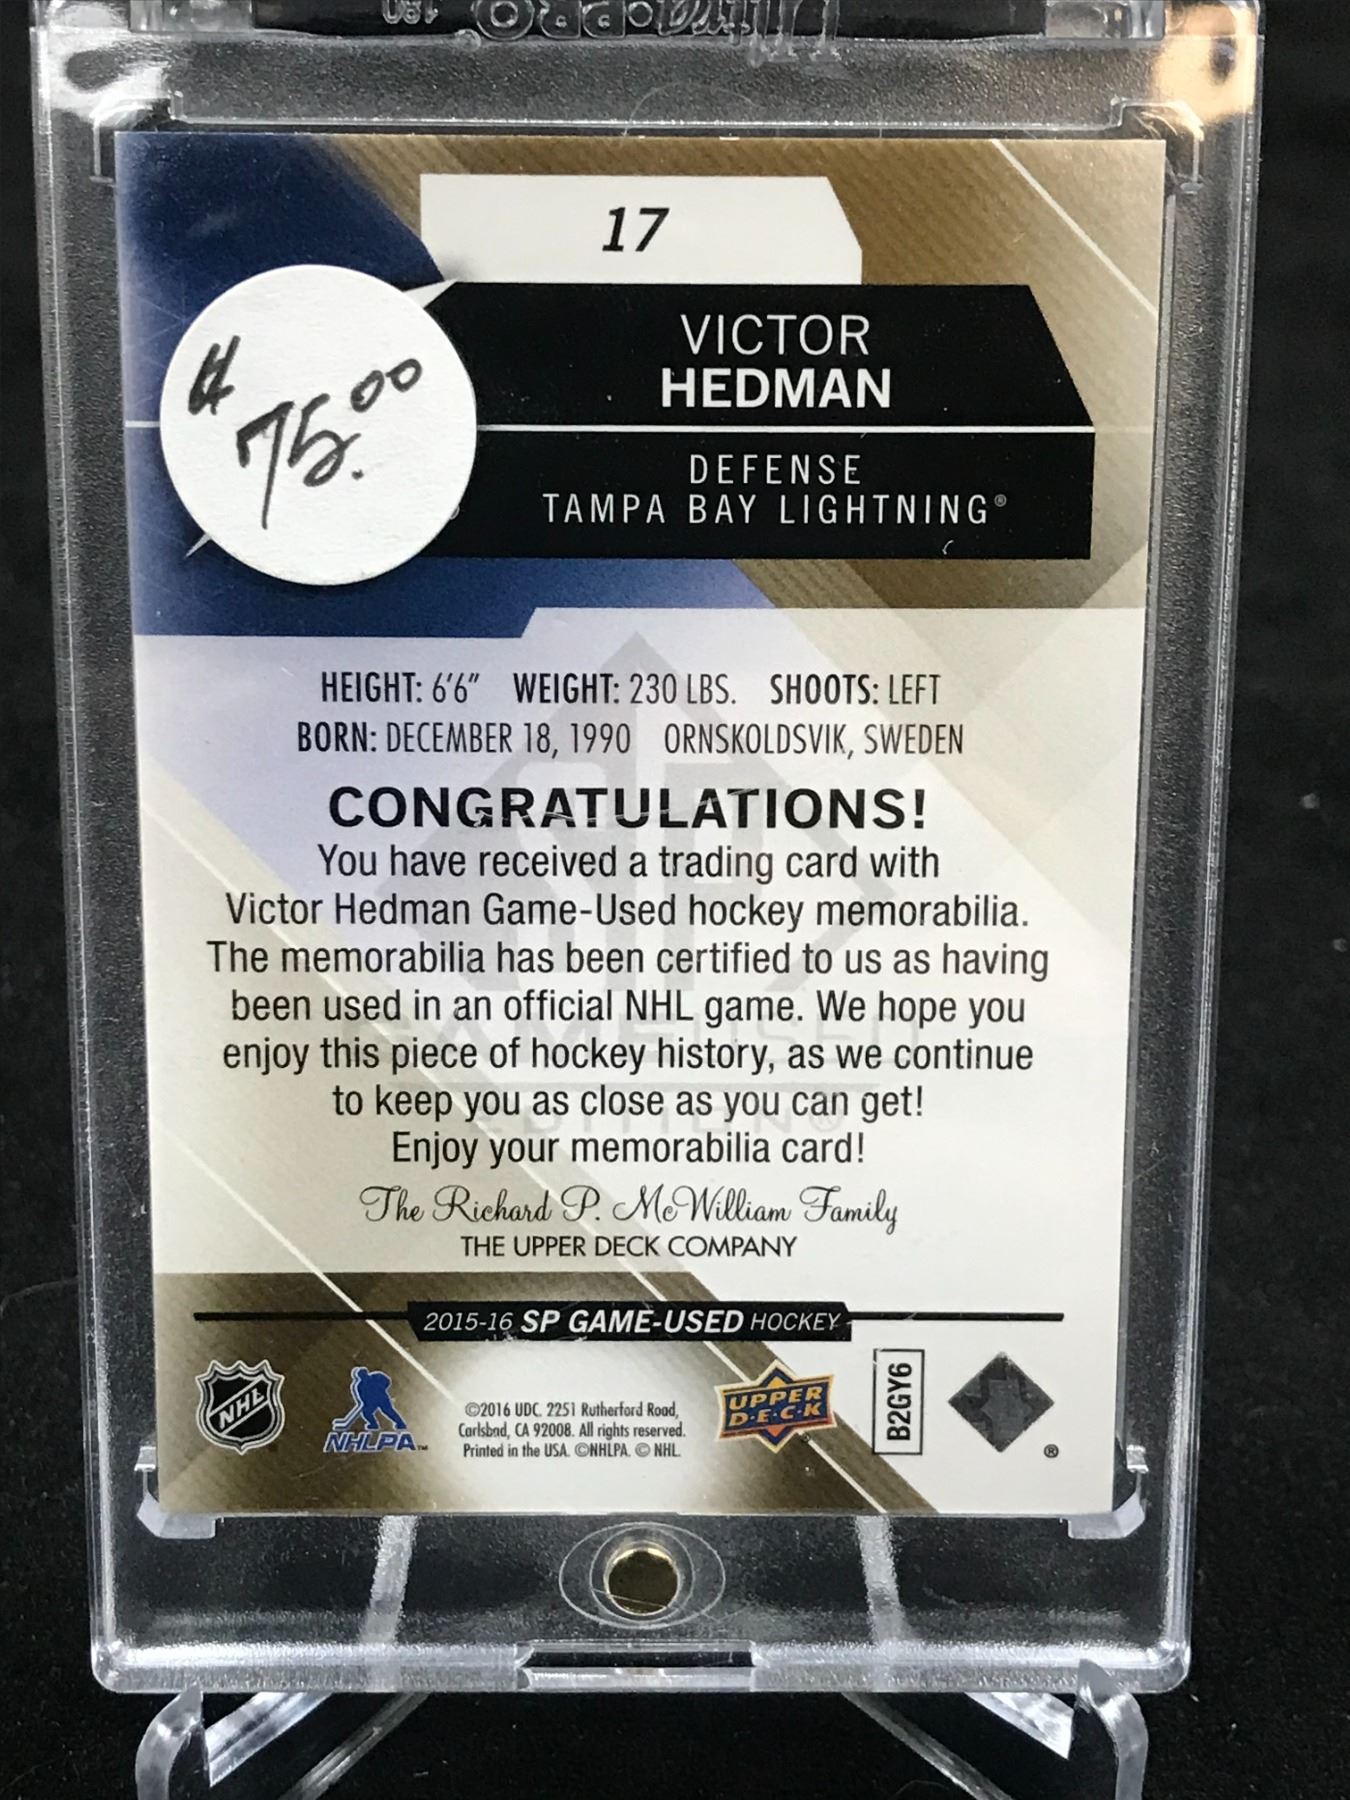 ULTRA•PRO 180
17
$ 75.00
VICTOR
HEDMAN
DEFENSE
TAMPA BAY LIGHTNING®
HEIGHT: 6'6" WEIGHT: 230 LBS. SHOOTS: LEFT
BORN: DECEMBER 18, 1990 ORNSKOLDSVIK, SWEDEN
CONGRATULATIONS!
You have received a trading card with
Victor Hedman Game-Used hockey memorabilia.
The memorabilia has been certified to us as having
been used in an official NHL game. We hope you
enjoy this piece of hockey history, as we continue
to keep you as close as you can get!
Enjoy your memorabilia card!
The Richard P. McWilliam Family
THE UPPER DECK COMPANY
2015-16 SP GAME-USED HOCKEY
NHL
NHLPA™
©2016 UDC. 2251 Rutherford Road,
Carlsbad, CA 92008. All rights reserved.
Printed in the USA. ©NHLPA. © NHL.
UPPER
D•E•C•K
B2GY6
®